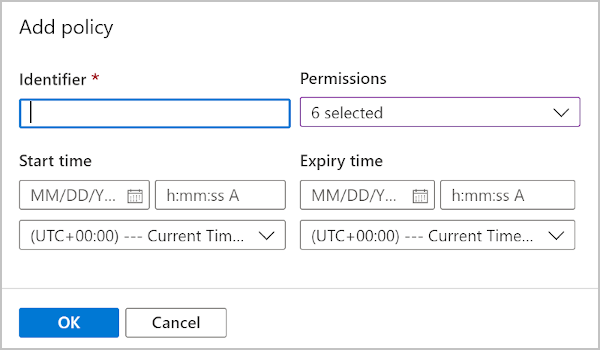 Add policy
Identifier *
Permissions
6 selected
Start time
Expiry time
MM/DD/Y... h:mm:ss A
MM/DD/Y... h:mm:ss A
(UTC+00:00) --- Current Tim...
(UTC+00:00) --- Current Time...
OK
Cancel